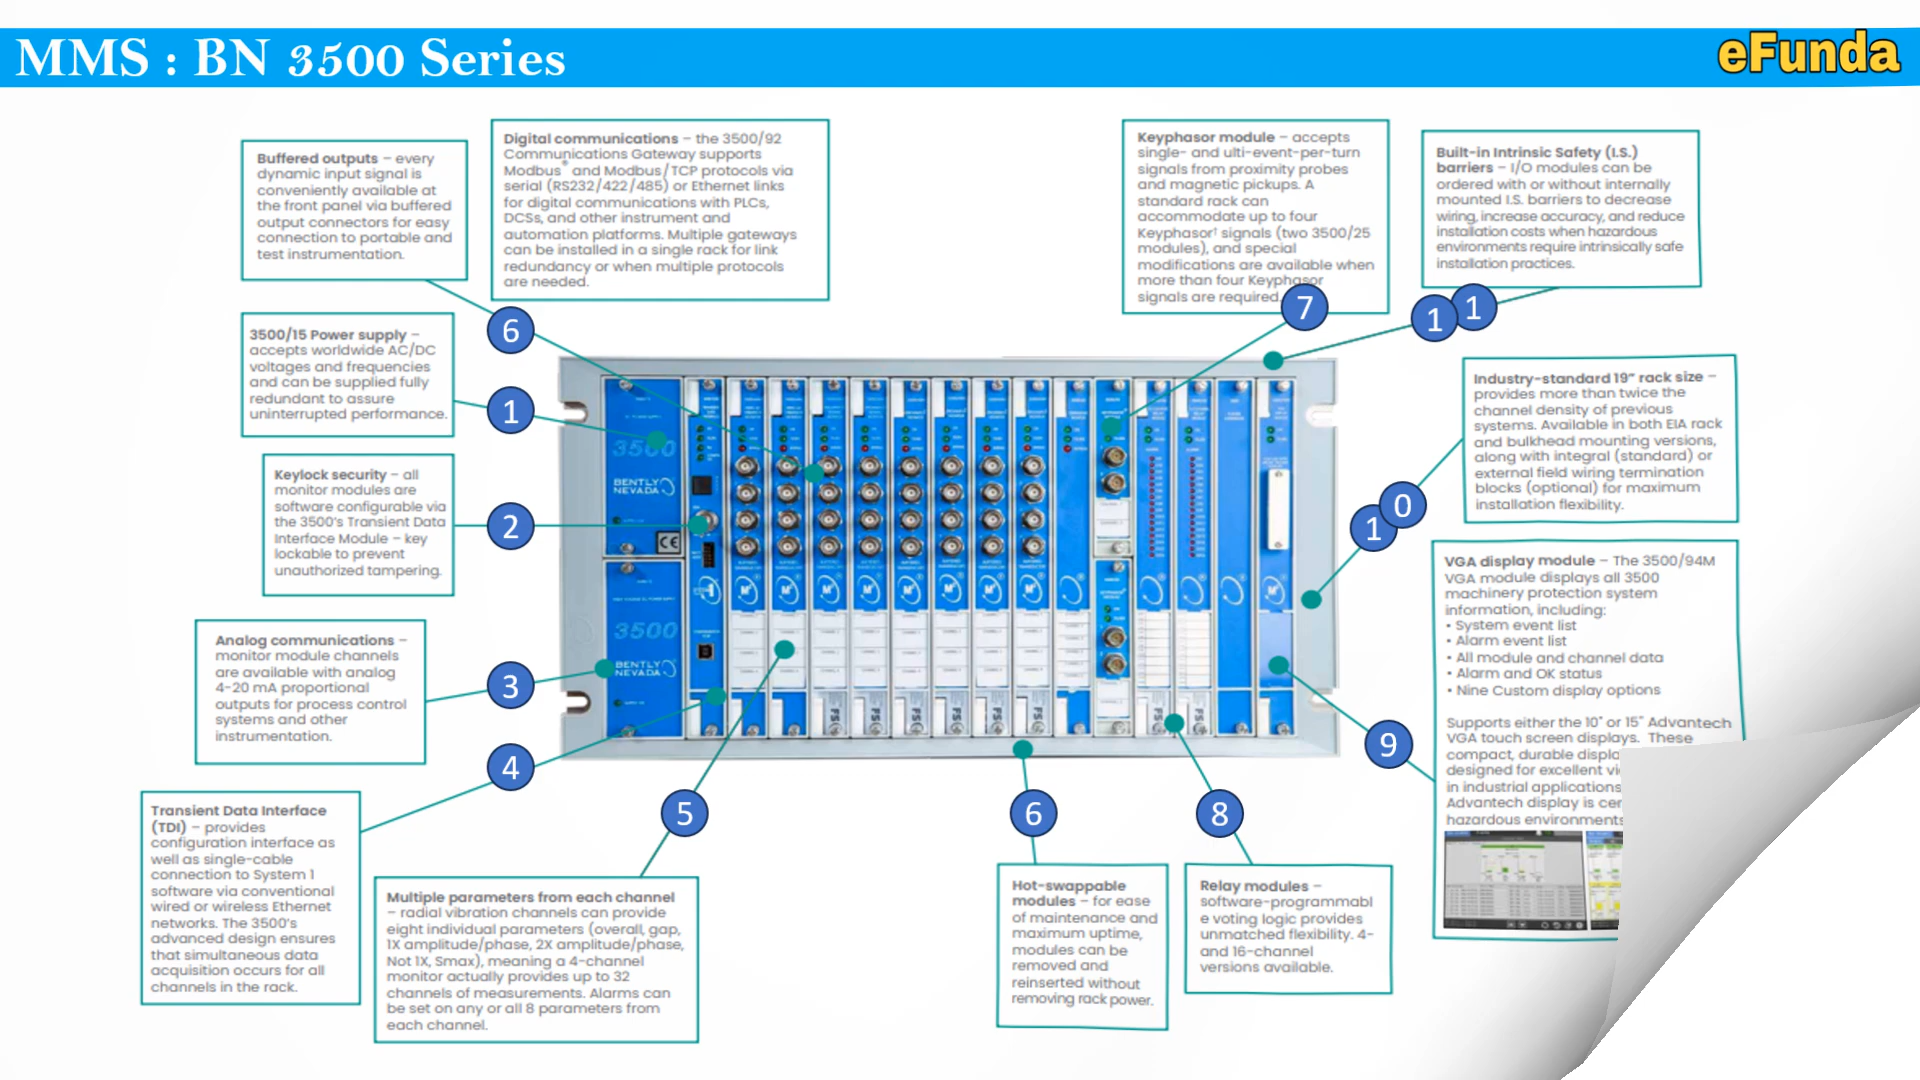 MMS : BN 3500 Series
eFunda
Buffered outputs – every
dynamic input signal is
conveniently available at
the front panel via buffered
output connectors for easy
connection to portable and
test instrumentation.
Digital communications – the 3500/92
Communications Gateway supports
Modbus® and Modbus/TCP protocols via
serial (RS232/422/485) or Ethernet links
for digital communications with PLCs,
DCSs, and other instrument and
automation platforms. Multiple gateways
can be installed in a single rack for link
redundancy or when multiple protocols
are needed.
Keyphasor module – accepts
single- and ulti-event-per-turn
signals from proximity probes
and magnetic pickups. A
standard rack can
accommodate up to four
Keyphasor† signals (two 3500/25
modules), and special
modifications are available when
more than four Keyphasor
signals are required.
Built-in Intrinsic Safety (I.S.)
barriers – I/O modules can be
ordered with or without internally
mounted I.S. barriers to decrease
wiring, increase accuracy, and reduce
installation costs when hazardous
environments require intrinsically safe
installation practices.
6
7
1
1
3500/15 Power supply –
accepts worldwide AC/DC
voltages and frequencies
and can be supplied fully
redundant to assure
uninterrupted performance.
1
Industry-standard 19" rack size –
provides more than twice the
channel density of previous
systems. Available in both EIA rack
and bulkhead mounting versions,
along with integral (standard) or
external field wiring termination
blocks (optional) for maximum
installation flexibility.
Keylock security – all
monitor modules are
software configurable via
the 3500's Transient Data
Interface Module – key
lockable to prevent
unauthorized tampering.
2
1
0
3500
BENTLY
NEVADA
CE
3500
BENTLY
NEVADA
VGA display module – The 3500/94M
VGA module displays all 3500
machinery protection system
information, including:
• System event list
• Alarm event list
• All module and channel data
• Alarm and OK status
• Nine Custom display options
Supports either the 10" or 15" Advantech
VGA touch screen displays. These
compact, durable displa
designed for excellent vi
in industrial applications
Advantech display is cer
hazardous environments
Analog communications –
monitor module channels
are available with analog
4-20 mA proportional
outputs for process control
systems and other
instrumentation.
3
4
5
6
8
9
Transient Data Interface
(TDI) – provides
configuration interface as
well as single-cable
connection to System 1
software via conventional
wired or wireless Ethernet
networks. The 3500's
advanced design ensures
that simultaneous data
acquisition occurs for all
channels in the rack.
Multiple parameters from each channel
– radial vibration channels can provide
eight individual parameters (overall, gap,
1X amplitude/phase, 2X amplitude/phase,
Not 1X, Smax), meaning a 4-channel
monitor actually provides up to 32
channels of measurements. Alarms can
be set on any or all 8 parameters from
each channel.
Hot-swappable
modules – for ease
of maintenance and
maximum uptime,
modules can be
removed and
reinserted without
removing rack power.
Relay modules –
software-programmabl
e voting logic provides
unmatched flexibility. 4-
and 16-channel
versions available.